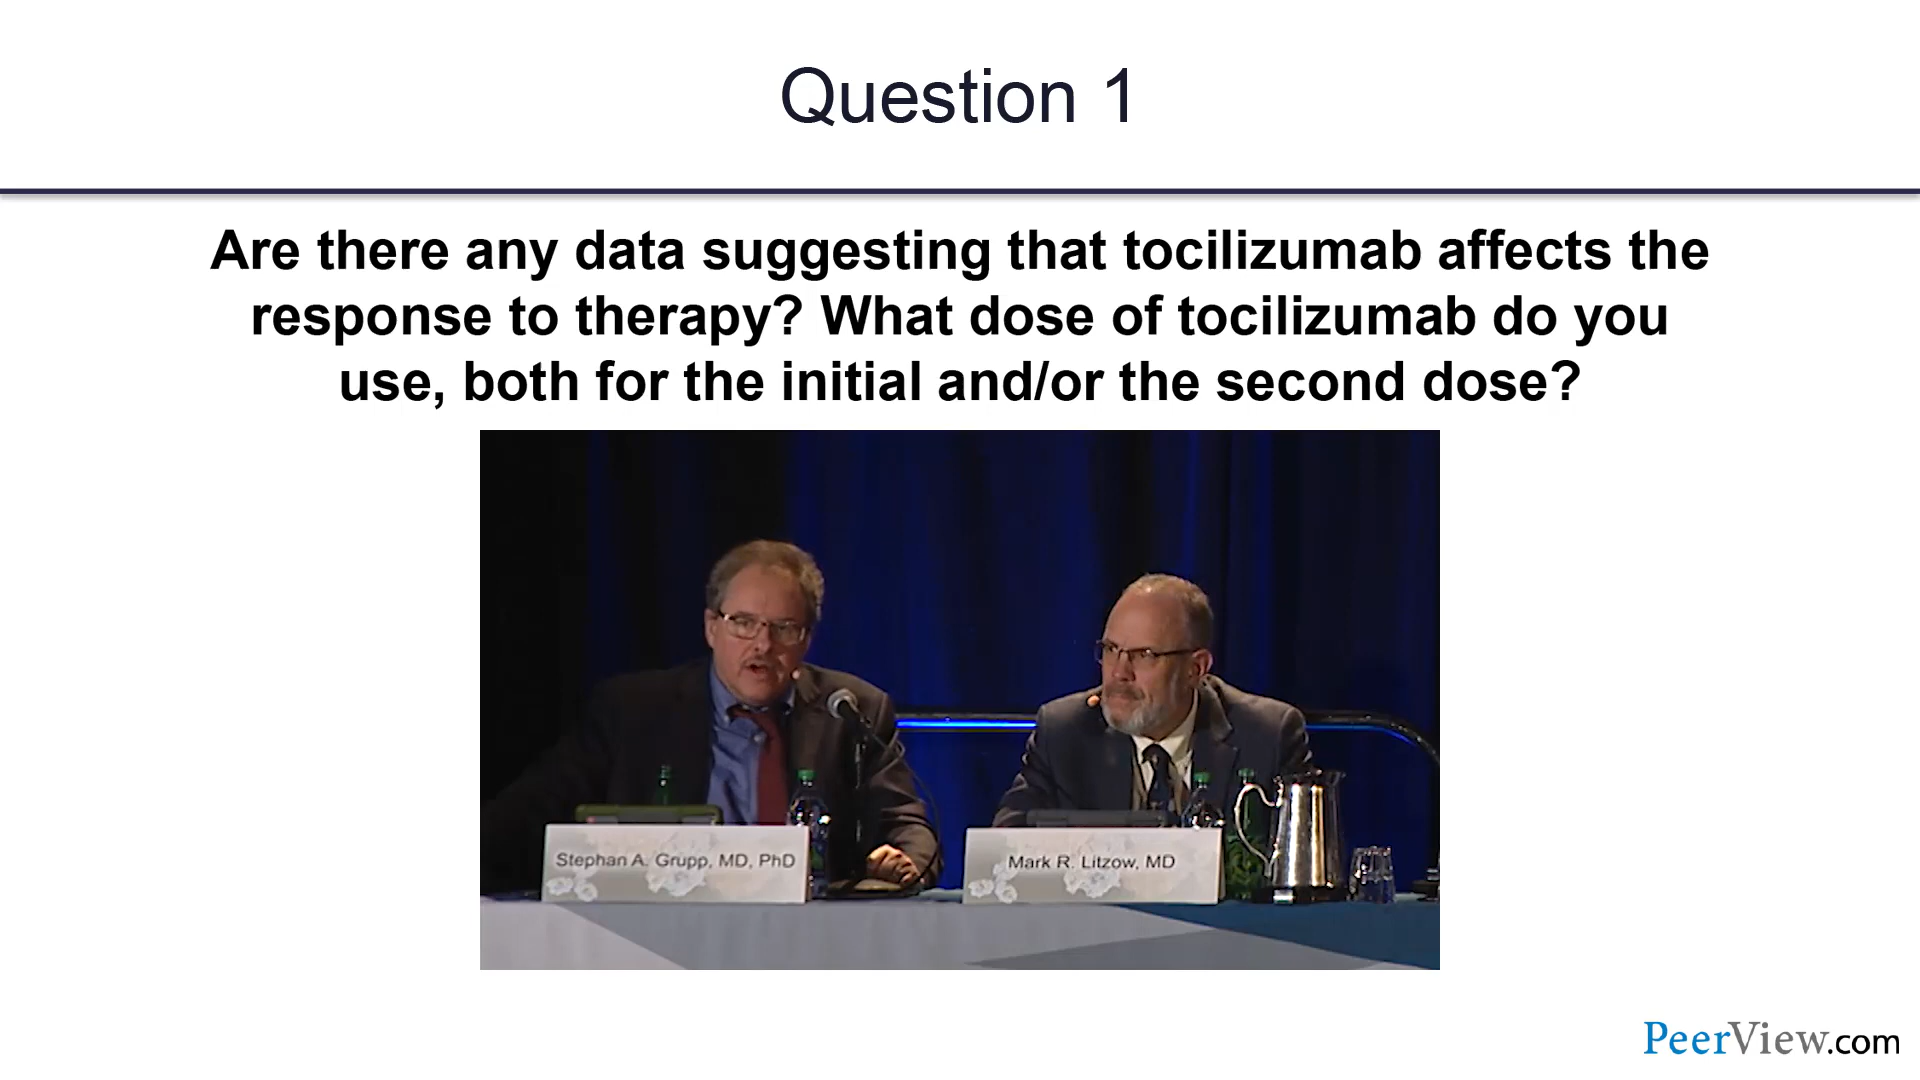 Question 1
Are there any data suggesting that tocilizumab affects the
response to therapy? What dose of tocilizumab do you
use, both for the initial and/or the second dose?
Stephan A. Grupp, MD, PhD
Mark R. Litzow, MD
PeerView.com